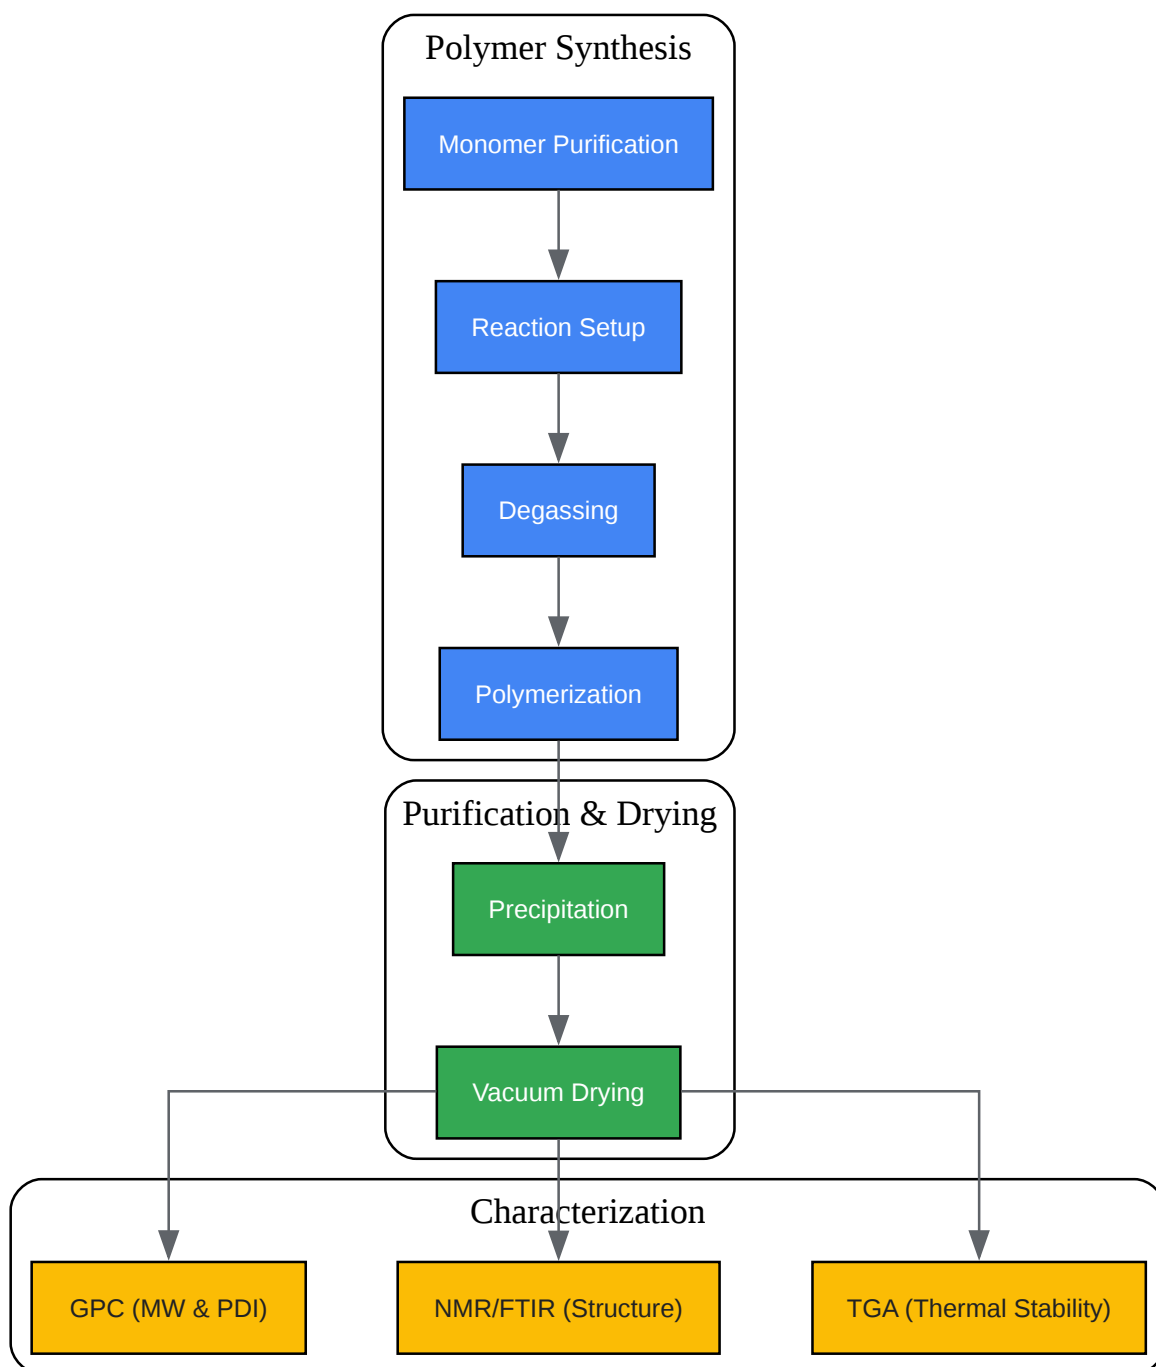 Polymer Synthesis
Monomer Purification
Reaction Setup
Degassing
Polymerization
Purification & Drying
Precipitation
Vacuum Drying
Characterization
GPC (MW & PDI)
NMR/FTIR (Structure)
TGA (Thermal Stability)